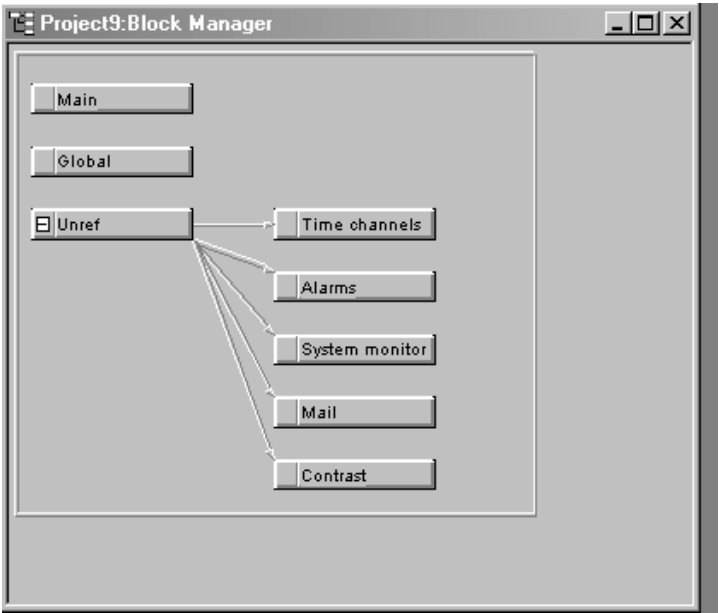 Project9:Block Manager
Main
Global
Unref
Time channels
Alarms
System monitor
Mail
Contrast